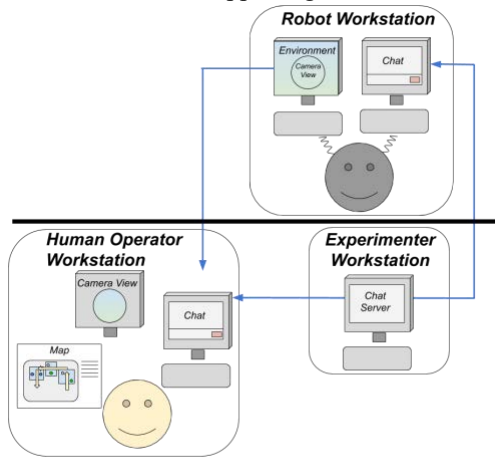 Robot Workstation
Environment
Camera
View
Chat
Human Operator
Workstation
Camera View
Chat
Map
Experimenter
Workstation
Chat
Server